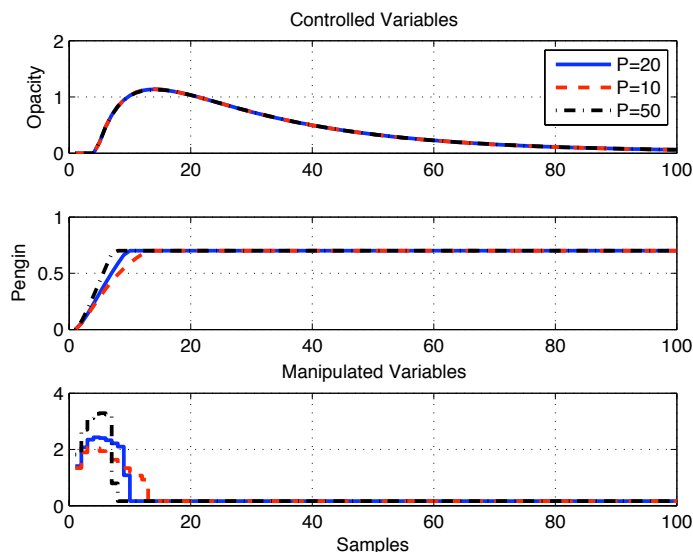 Controlled Variables
2
1
0
Opacity
0 20 40 60 80 100
P=20
P=10
P=50
1
0.5
0
Pengin
0 20 40 60 80 100
Manipulated Variables
4
2
0
0 20 40 60 80 100
Samples